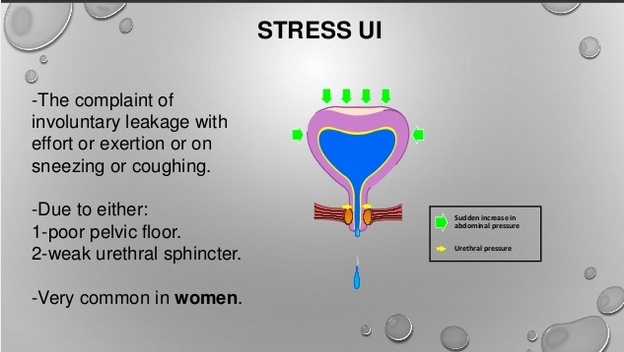 STRESS UI
-The complaint of
involuntary leakage with
effort or exertion or on
sneezing or coughing.
-Due to either:
1-poor pelvic floor.
2-weak urethral sphincter.
-Very common in women.
Sudden increase in
abdominal pressure
Urethral pressure